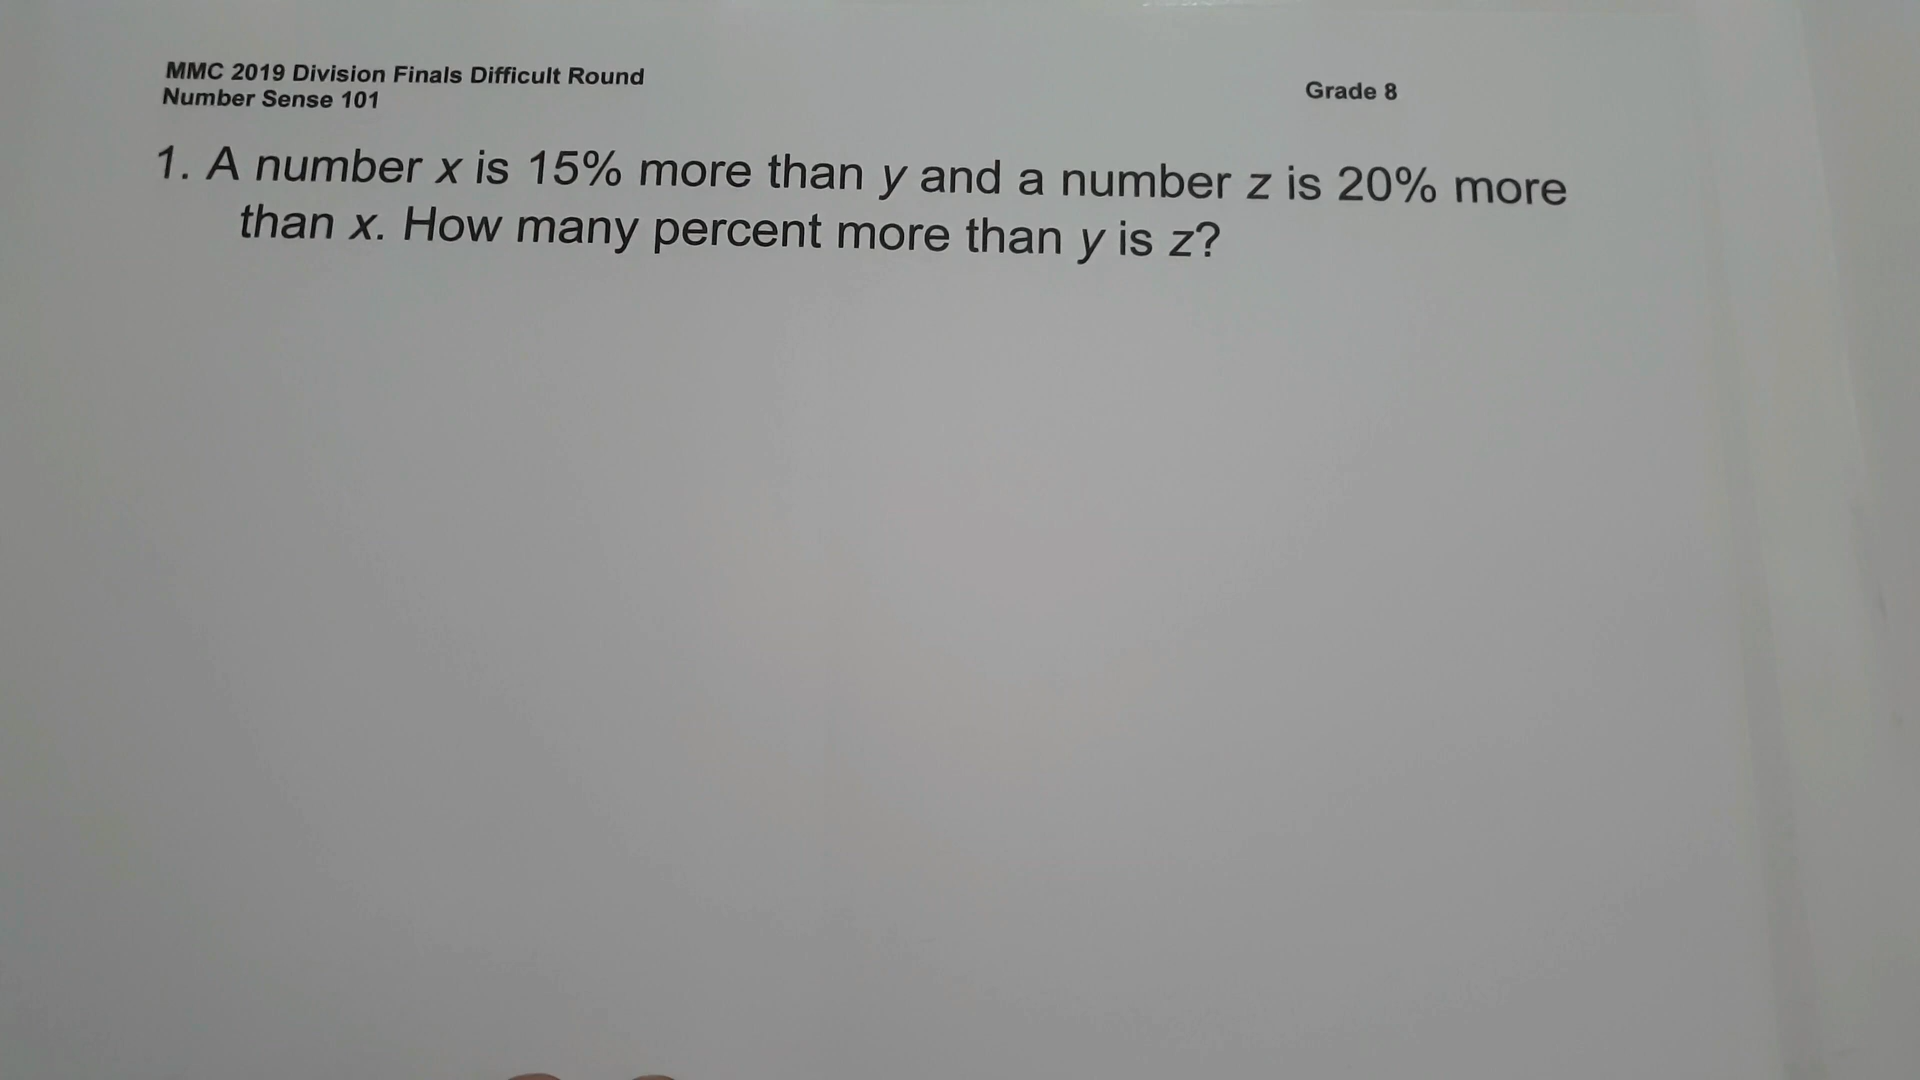 MMC 2019 Division Finals Difficult Round
Number Sense 101
Grade 8
1. A number x is 15% more than y and a number z is 20% more
than x. How many percent more than y is z?